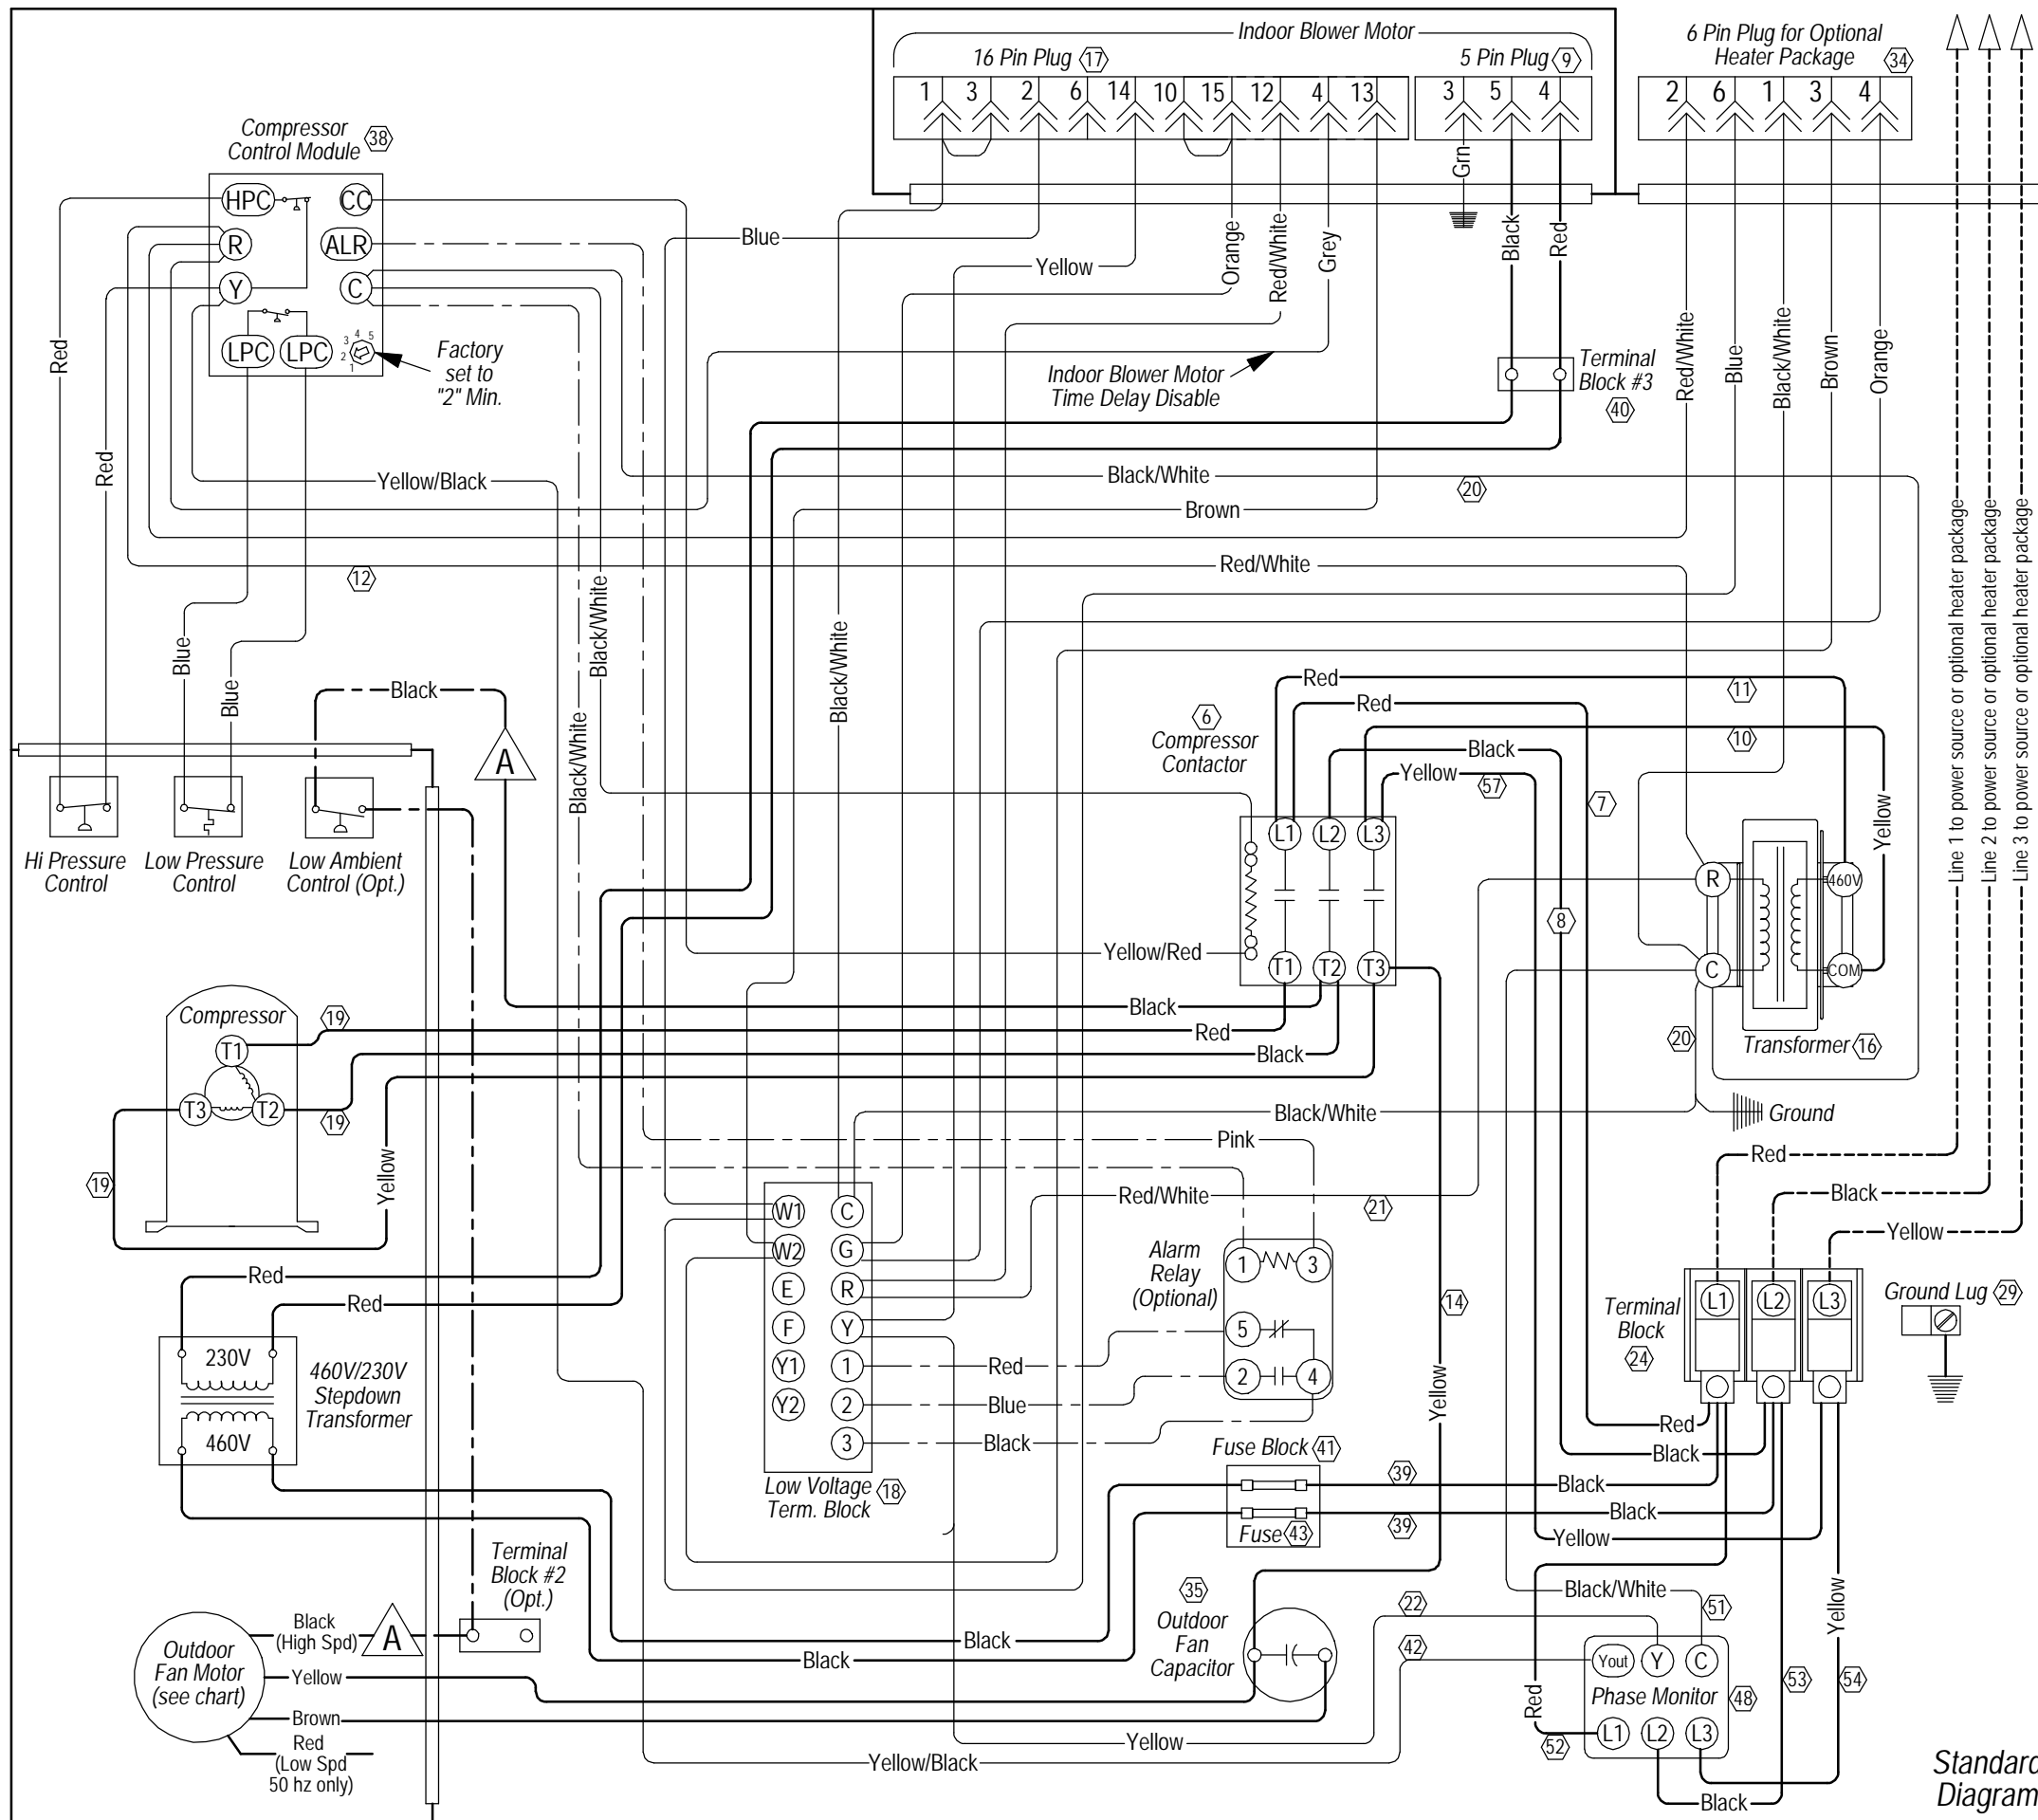 Indoor Blower Motor
16 Pin Plug 17
5 Pin Plug 9
6 Pin Plug for Optional
Heater Package 34
1 3 2 6 14 10 15 12 4 13
3 5 4
2 6 1 3 4
Compressor
Control Module 38
HPC
CC
R
ALR
Y
C
LPC
LPC
1 2 3 4 5
Factory
set to
"2" Min.
Red
Red
Blue
Yellow
Orange
Red/White
Grey
Grn
Black
Red
Indoor Blower Motor
Time Delay Disable
Terminal
Block #3
40
Red/White
Blue
Black/White
Brown
Orange
Line 1 to power source or optional heater package
Line 2 to power source or optional heater package
Line 3 to power source or optional heater package
Yellow/Black
Black/White
20
Brown
12
Red/White
Blue
Blue
Black/White
Black/White
Black/White
Black
A
Hi Pressure
Control
Low Pressure
Control
Low Ambient
Control (Opt.)
6
Compressor
Contactor
Red
11
Red
10
Black
Yellow
57
7
8
Yellow
L1 L2 L3
T1 T2 T3
R
460V
C
COM
Transformer 16
20
Ground
Yellow/Red
Black
Red
Black
Compressor
T1
T3
T2
19
19
19
Yellow
Black/White
Pink
Red/White
21
W1 C
W2 G
E R
F Y
Y1 1
Y2 2
3
Low Voltage
Term. Block
18
Alarm
Relay
(Optional)
1 3
5
2 4
Red
Blue
Black
14
Yellow
Red
Black
Yellow
Terminal
Block
24
L1 L2 L3
Ground Lug 29
Red
Red
230V
460V
460V/230V
Stepdown
Transformer
Fuse Block 41
39
Fuse 43
39
Red
Black
Black
Black
Yellow
Terminal
Block #2
(Opt.)
Outdoor
Fan Motor
(see chart)
Black
(High Spd)
A
Yellow
Brown
Red
(Low Spd
50 hz only)
Black
Black
35
Outdoor
Fan
Capacitor
Black/White
22
42
51
Yout Y C
Phase Monitor 48
L1 L2 L3
Red
52
53
54
Yellow
Black
Yellow
Yellow/Black
Standard
Diagram